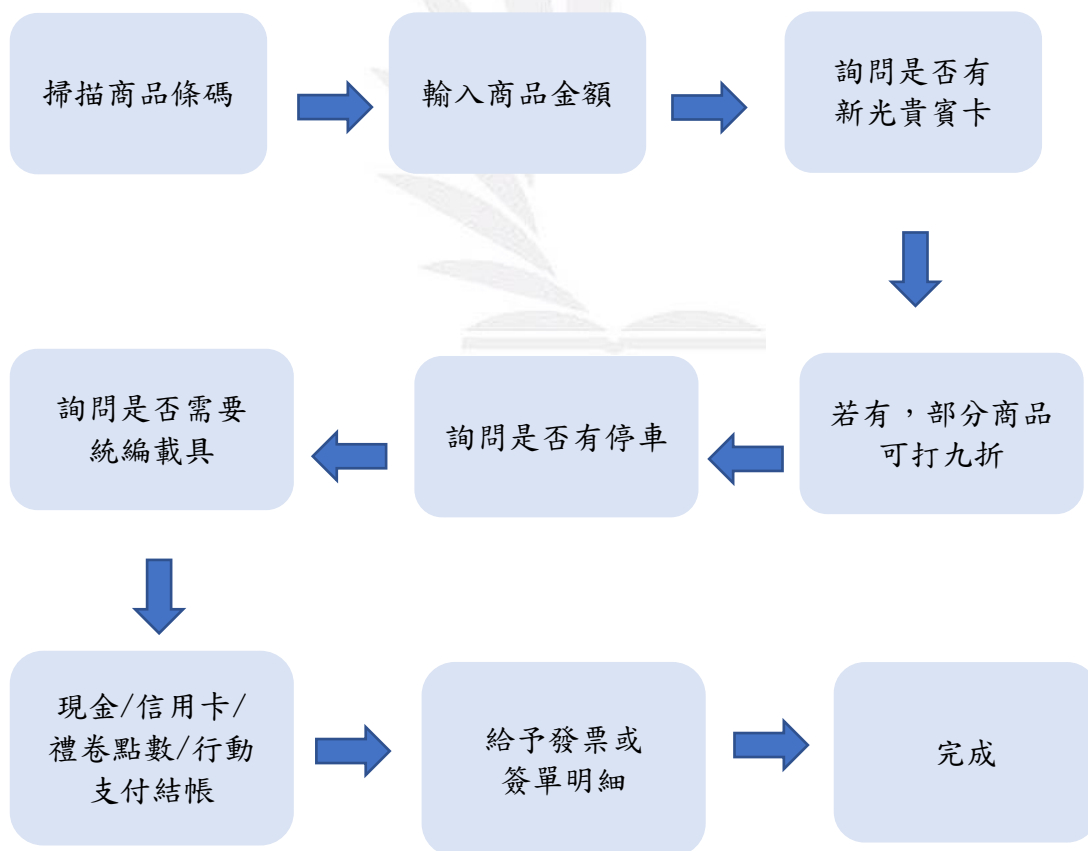 掃描商品條碼
輸入商品金額
詢問是否有
新光貴賓卡
若有，部分商品
可打九折
詢問是否有停車
詢問是否需要
統編載具
現金/信用卡/
禮卷點數/行動
支付結帳
給予發票或
簽單明細
完成